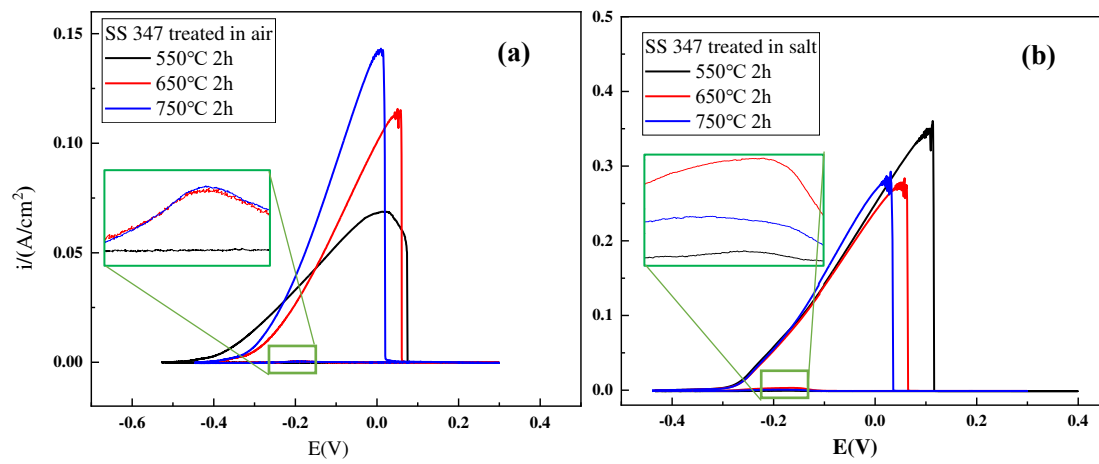 SS 347 treated in air
550℃ 2h
650℃ 2h
750℃ 2h
(a)
i/(A/cm²)
0.15
0.10
0.05
0.00
-0.6
-0.4
-0.2
0.0
0.2
0.4
E(V)
SS 347 treated in salt
550℃ 2h
650℃ 2h
750℃ 2h
(b)
i/(A/cm²)
0.5
0.4
0.3
0.2
0.1
0.0
-0.4
-0.2
0.0
0.2
0.4
E(V)